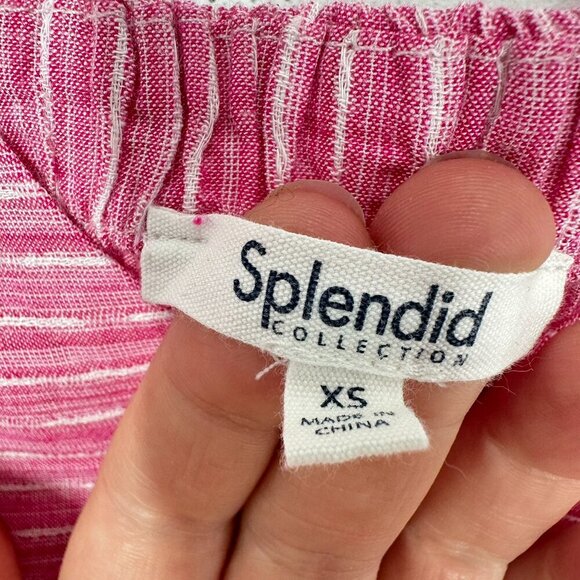 Splendid
COLLECTION
XS
MADE IN
CHINA